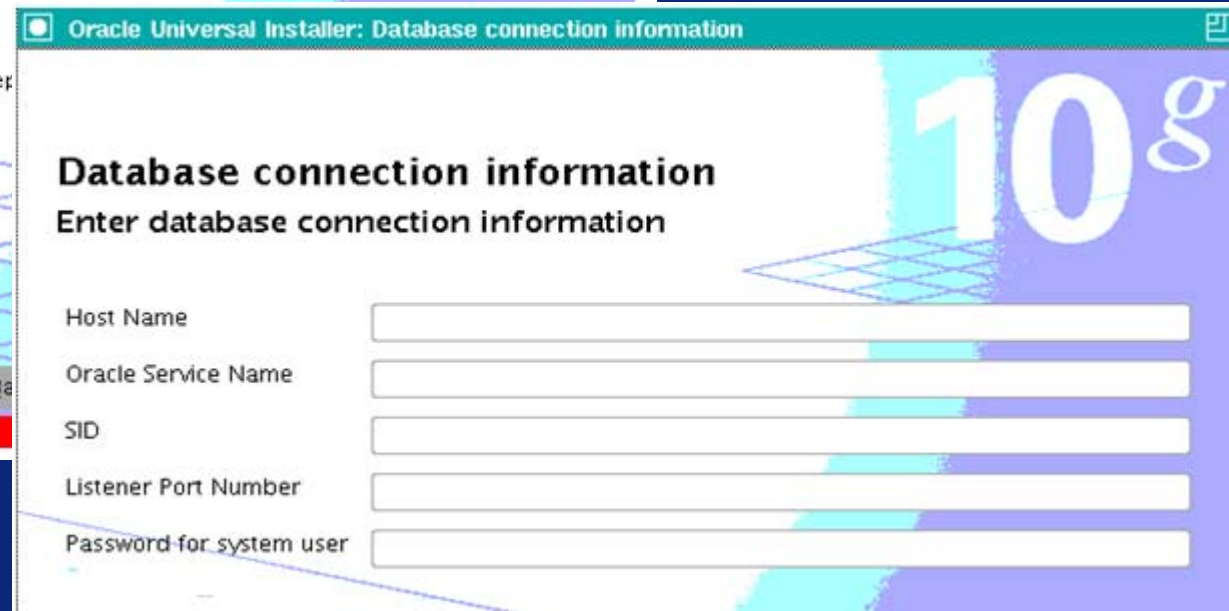 Oracle Universal Installer: Database connection information
10g
Database connection information
Enter database connection information
Host Name
Oracle Service Name
SID
Listener Port Number
Password for system user